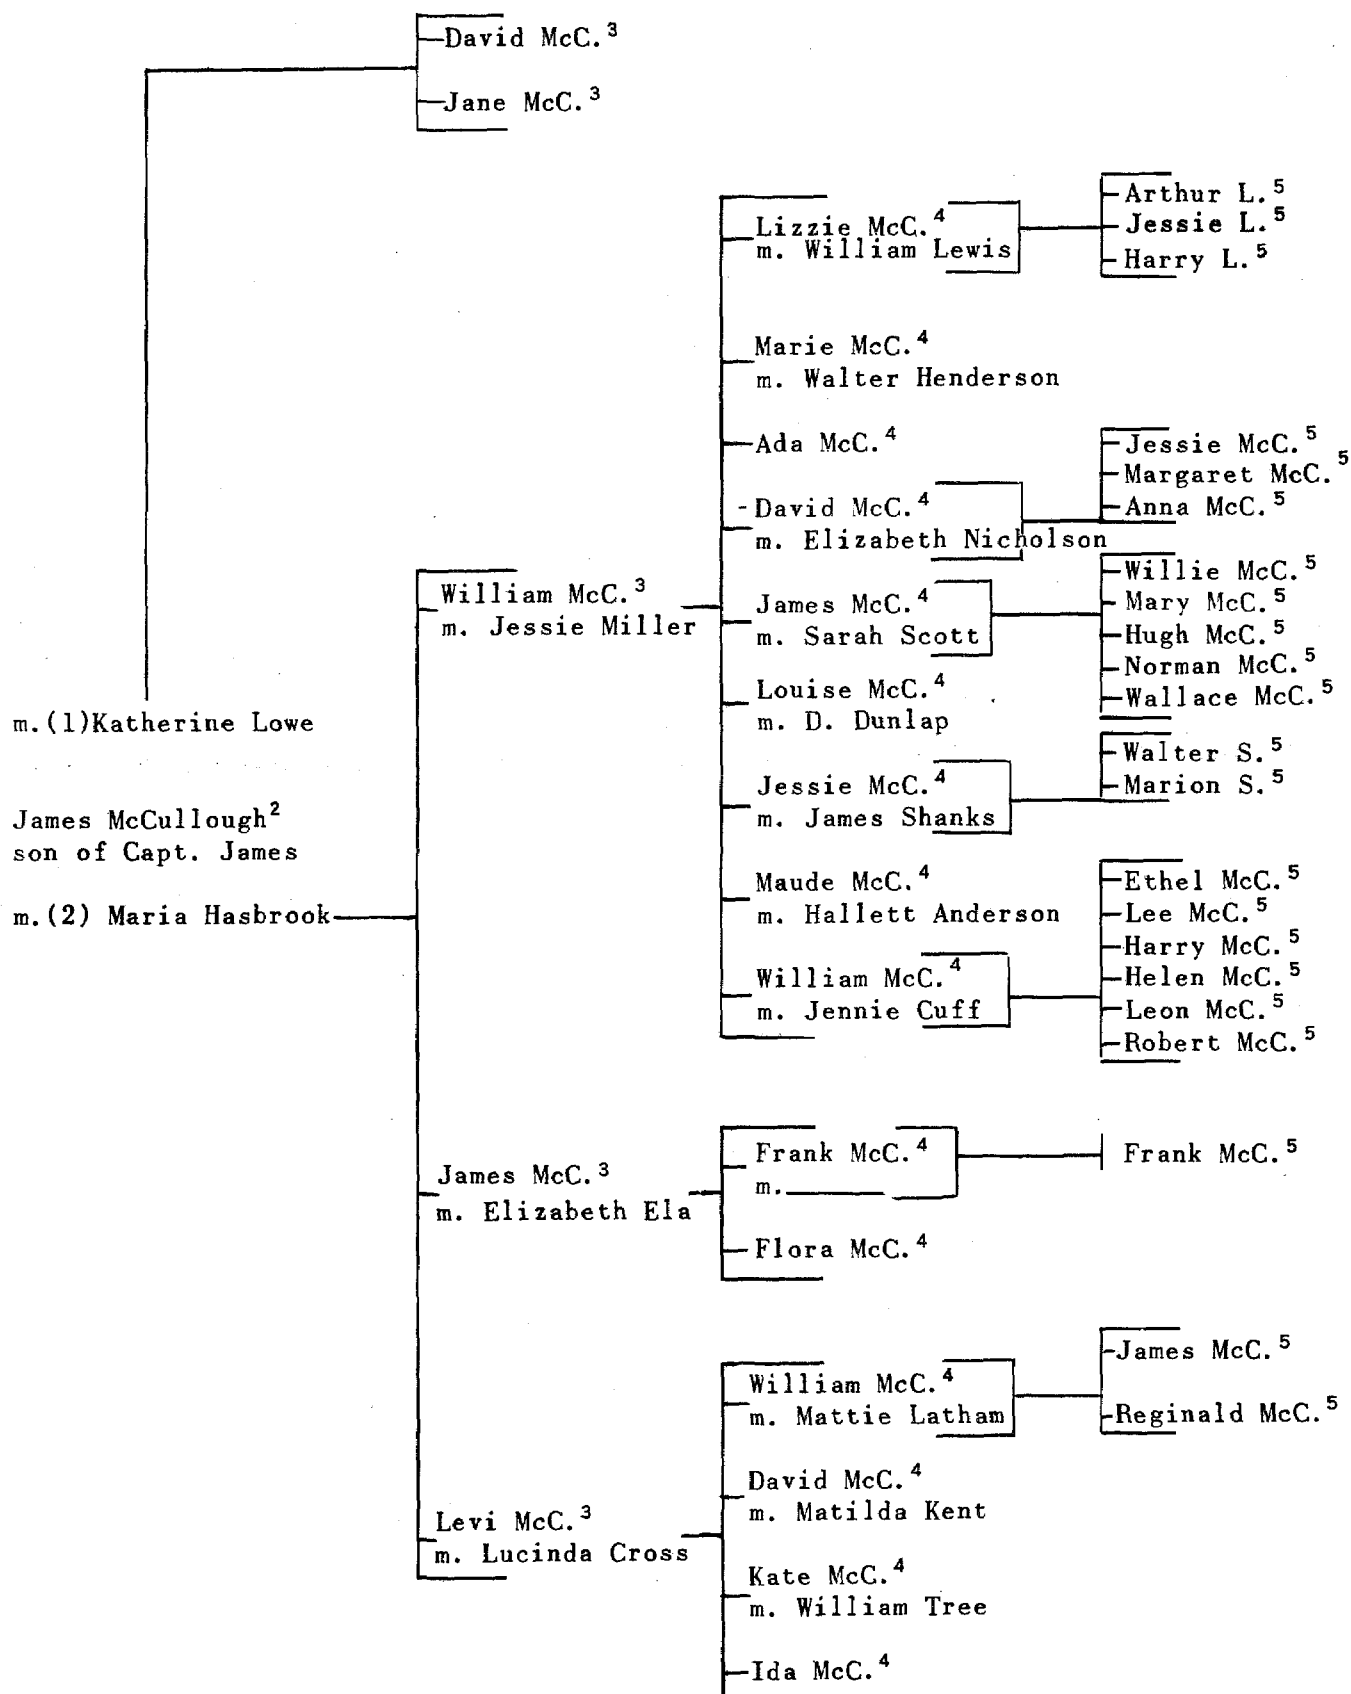 David McC.³
Jane McC.³
m.(1)Katherine Lowe
James McCullough²
son of Capt. James
m.(2) Maria Hasbrook
William McC.³
m. Jessie Miller
Lizzie McC.⁴
m. William Lewis
Arthur L.⁵
Jessie L.⁵
Harry L.⁵
Marie McC.⁴
m. Walter Henderson
Ada McC.⁴
David McC.⁴
m. Elizabeth Nicholson
Jessie McC.⁵
Margaret McC.⁵
Anna McC.⁵
James McC.⁴
m. Sarah Scott
Willie McC.⁵
Mary McC.⁵
Hugh McC.⁵
Norman McC.⁵
Wallace McC.⁵
Louise McC.⁴
m. D. Dunlap
Jessie McC.⁴
m. James Shanks
Walter S.⁵
Marion S.⁵
Maude McC.⁴
m. Hallett Anderson
William McC.⁴
m. Jennie Cuff
Ethel McC.⁵
Lee McC.⁵
Harry McC.⁵
Helen McC.⁵
Leon McC.⁵
Robert McC.⁵
James McC.³
m. Elizabeth Ela
Frank McC.⁴
m.
Frank McC.⁵
Flora McC.⁴
Levi McC.³
m. Lucinda Cross
William McC.⁴
m. Mattie Latham
James McC.⁵
Reginald McC.⁵
David McC.⁴
m. Matilda Kent
Kate McC.⁴
m. William Tree
Ida McC.⁴